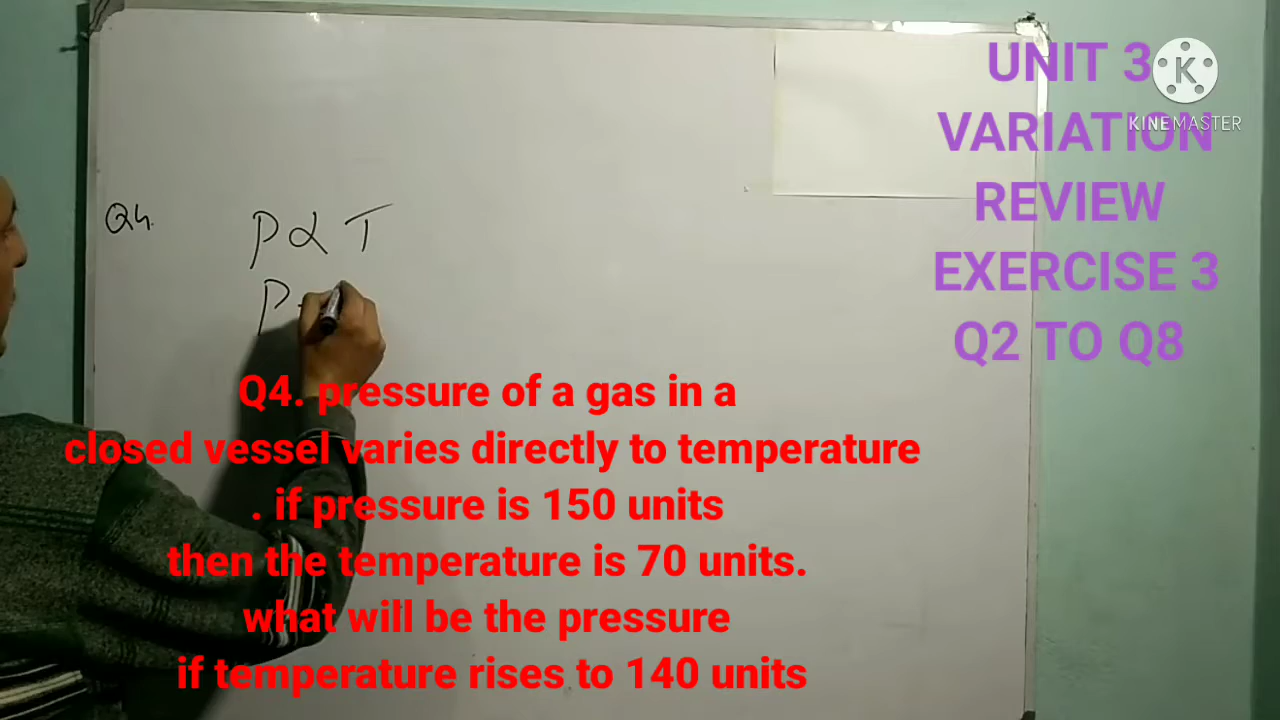 UNIT 3
VARIATION
REVIEW
EXERCISE 3
Q2 TO Q8
KINEMASTER
Q4. P α T
P
Q4. pressure of a gas in a
closed vessel varies directly to temperature
. if pressure is 150 units
then the temperature is 70 units.
what will be the pressure
if temperature rises to 140 units